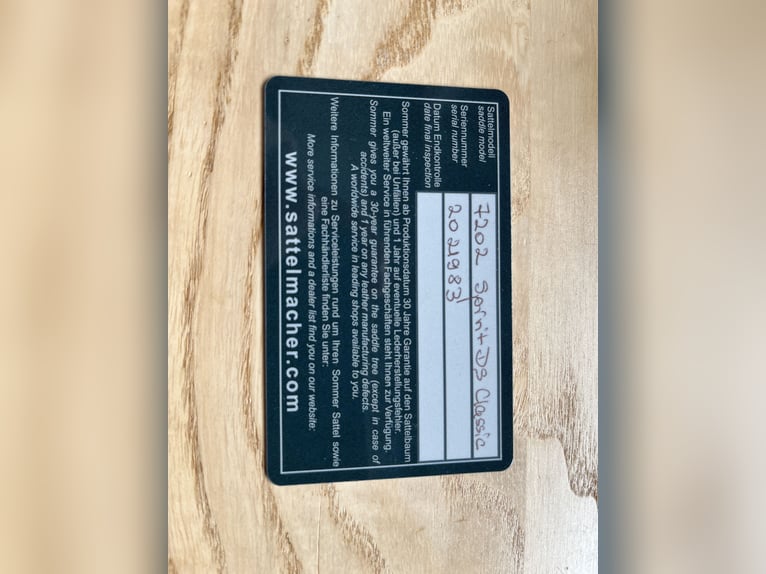 Sattelmodell
saddle model
7202 Spirit DS Classic
Seriennummer
serial number
2021983
Datum Endkontrolle
date final inspection
Sommer gewährt Ihnen ab Produktionsdatum 30 Jahre Garantie auf den Sattelbaum
(außer bei Unfällen) und 1 Jahr auf eventuelle Lederherstellungsfehler.
Ein weltweiter Service in führenden Fachgeschäften steht Ihnen zur Verfügung.
Sommer gives you a 30-year guarantee on the saddle tree (except in case of
accidents) and 1 year on any leather manufacturing defects.
A worldwide service in leading shops available to you.
Weitere Informationen zu Serviceleistungen rund um Ihren Sommer Sattel sowie
eine Fachhändlerliste finden Sie unter:
More service informations and a dealer list find you on our website:
www.sattelmacher.com